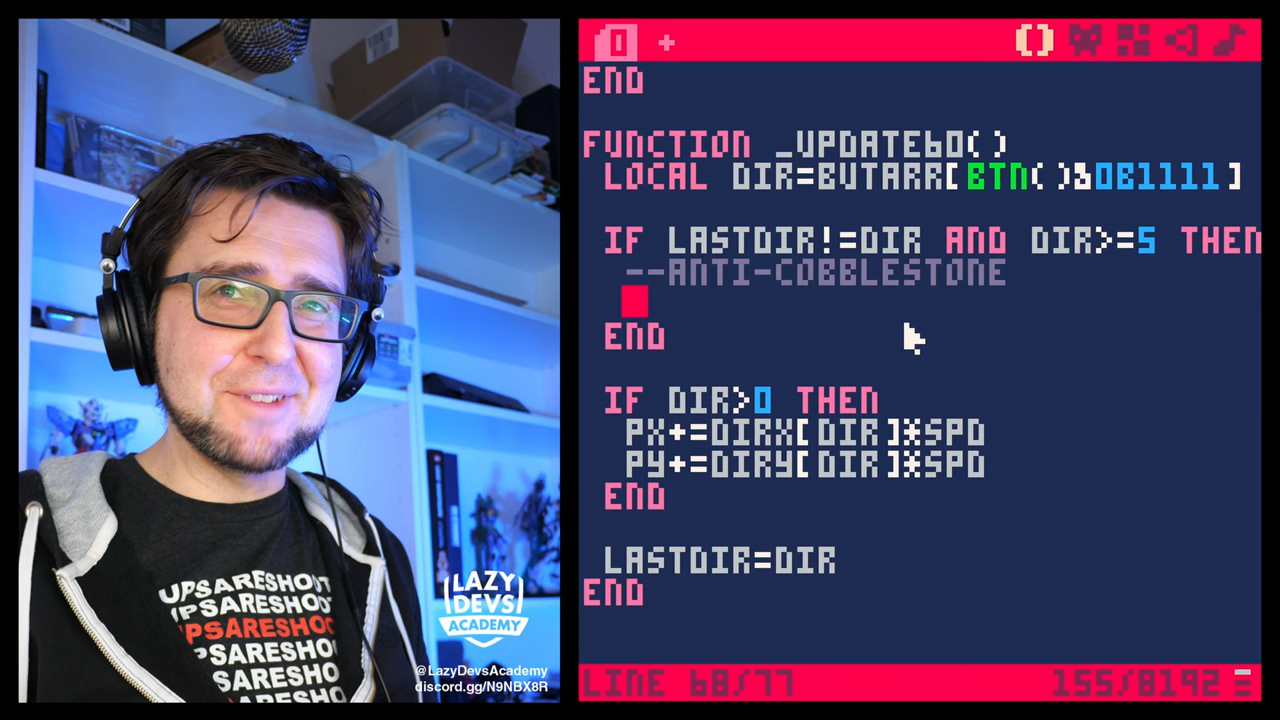 0 +
END
FUNCTION _UPDATE60()
LOCAL DIR=BUTARR[BTN()&0B1111]
IF LASTDIR!=DIR AND DIR>=5 THEN
--ANTI-COBBLESTONE
END
IF DIR>0 THEN
PX+=DIRX[DIR]*SPD
PY+=DIRY[DIR]*SPD
END
LASTDIR=DIR
END
LINE 68/77 155/8192
UPSARESHOOT
UPSARESHOOT
UPSARESHOO
PSARESHOO
SARESHO
SARESHO
LAZY
DEVS
ACADEMY
@LazyDevsAcademy
discord.gg/N9NBX8R